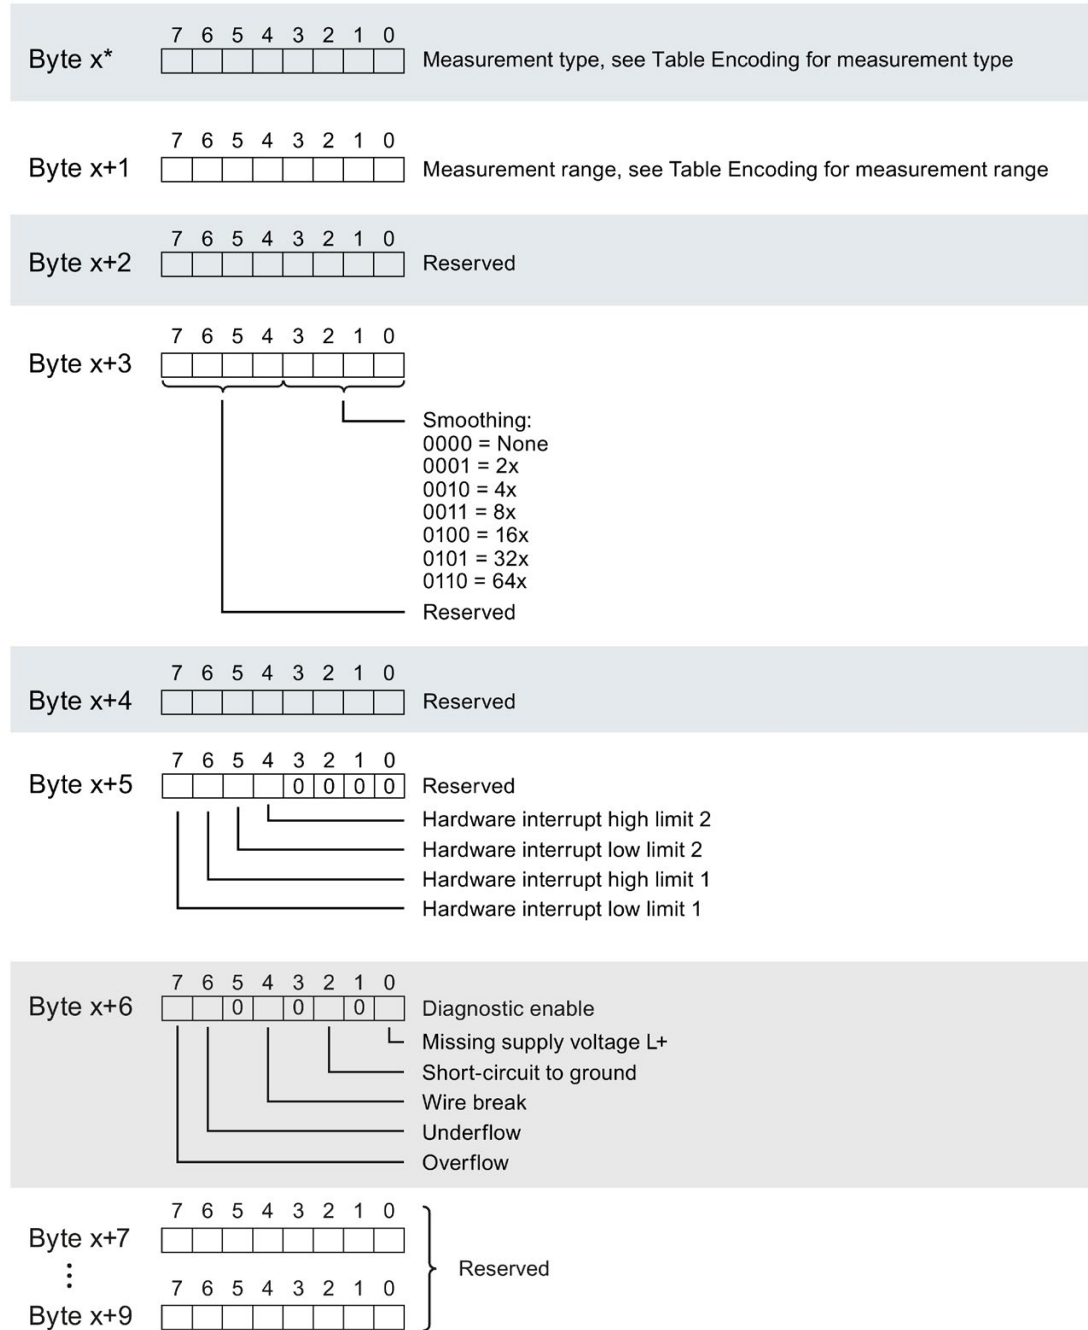 7 6 5 4 3 2 1 0
Byte x* Measurement type, see Table Encoding for measurement type
7 6 5 4 3 2 1 0
Byte x+1 Measurement range, see Table Encoding for measurement range
7 6 5 4 3 2 1 0
Byte x+2 Reserved
7 6 5 4 3 2 1 0
Byte x+3
Smoothing:
0000 = None
0001 = 2x
0010 = 4x
0011 = 8x
0100 = 16x
0101 = 32x
0110 = 64x
Reserved
7 6 5 4 3 2 1 0
Byte x+4 Reserved
7 6 5 4 3 2 1 0
Byte x+5 0 0 0 0 Reserved
Hardware interrupt high limit 2
Hardware interrupt low limit 2
Hardware interrupt high limit 1
Hardware interrupt low limit 1
7 6 5 4 3 2 1 0
Byte x+6 0 0 0 Diagnostic enable
Missing supply voltage L+
Short-circuit to ground
Wire break
Underflow
Overflow
7 6 5 4 3 2 1 0
Byte x+7
Reserved
7 6 5 4 3 2 1 0
Byte x+9